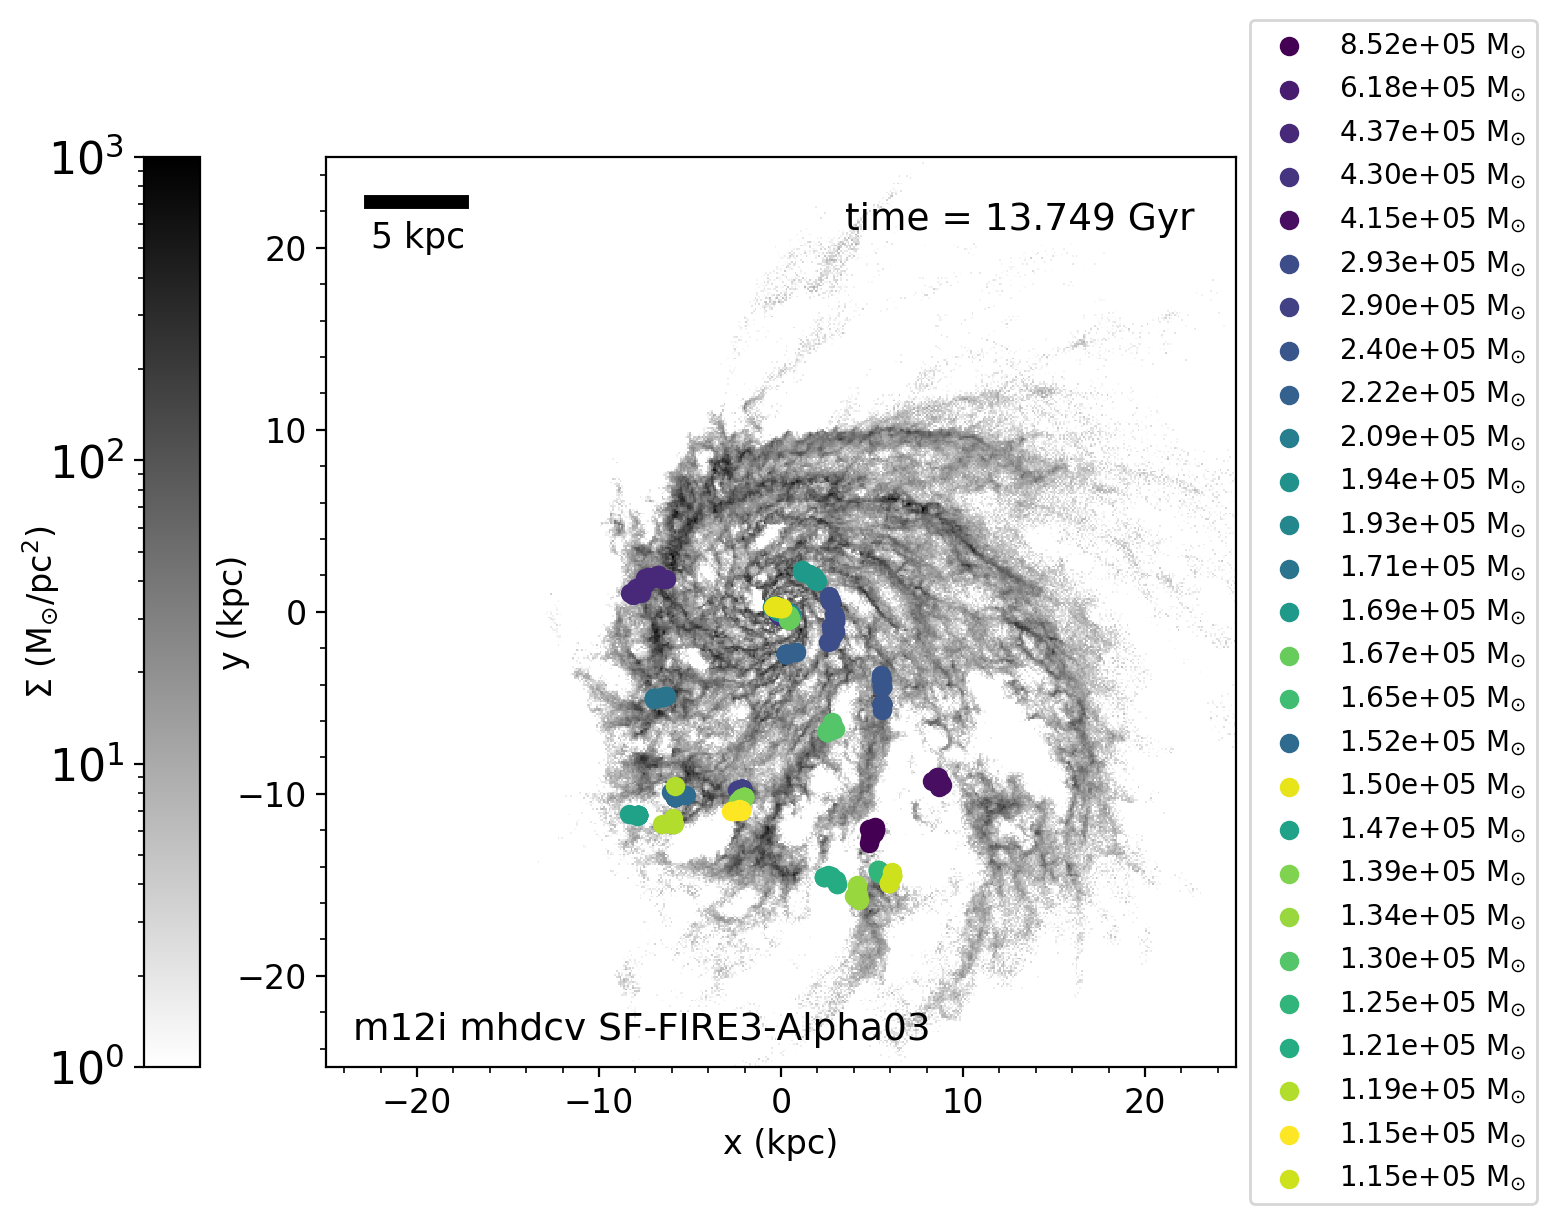 10³
10²
10¹
10⁰
Σ (M⊙/pc²)
y (kpc)
20
10
0
−10
−20
5 kpc
time = 13.749 Gyr
m12i mhdcv SF-FIRE3-Alpha03
−20
−10
0
10
20
x (kpc)
8.52e+05 M⊙
6.18e+05 M⊙
4.37e+05 M⊙
4.30e+05 M⊙
4.15e+05 M⊙
2.93e+05 M⊙
2.90e+05 M⊙
2.40e+05 M⊙
2.22e+05 M⊙
2.09e+05 M⊙
1.94e+05 M⊙
1.93e+05 M⊙
1.71e+05 M⊙
1.69e+05 M⊙
1.67e+05 M⊙
1.65e+05 M⊙
1.52e+05 M⊙
1.50e+05 M⊙
1.47e+05 M⊙
1.39e+05 M⊙
1.34e+05 M⊙
1.30e+05 M⊙
1.25e+05 M⊙
1.21e+05 M⊙
1.19e+05 M⊙
1.15e+05 M⊙
1.15e+05 M⊙